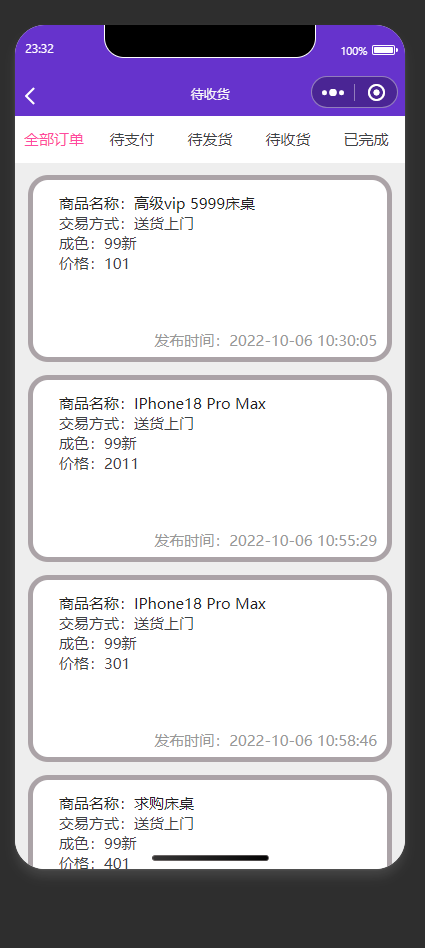 23:32
100%
待收货
全部订单 待支付 待发货 待收货 已完成
商品名称：高级vip 5999床桌
交易方式：送货上门
成色：99新
价格：101
发布时间：2022-10-06 10:30:05
商品名称：IPhone18 Pro Max
交易方式：送货上门
成色：99新
价格：2011
发布时间：2022-10-06 10:55:29
商品名称：IPhone18 Pro Max
交易方式：送货上门
成色：99新
价格：301
发布时间：2022-10-06 10:58:46
商品名称：求购床桌
交易方式：送货上门
成色：99新
价格：401